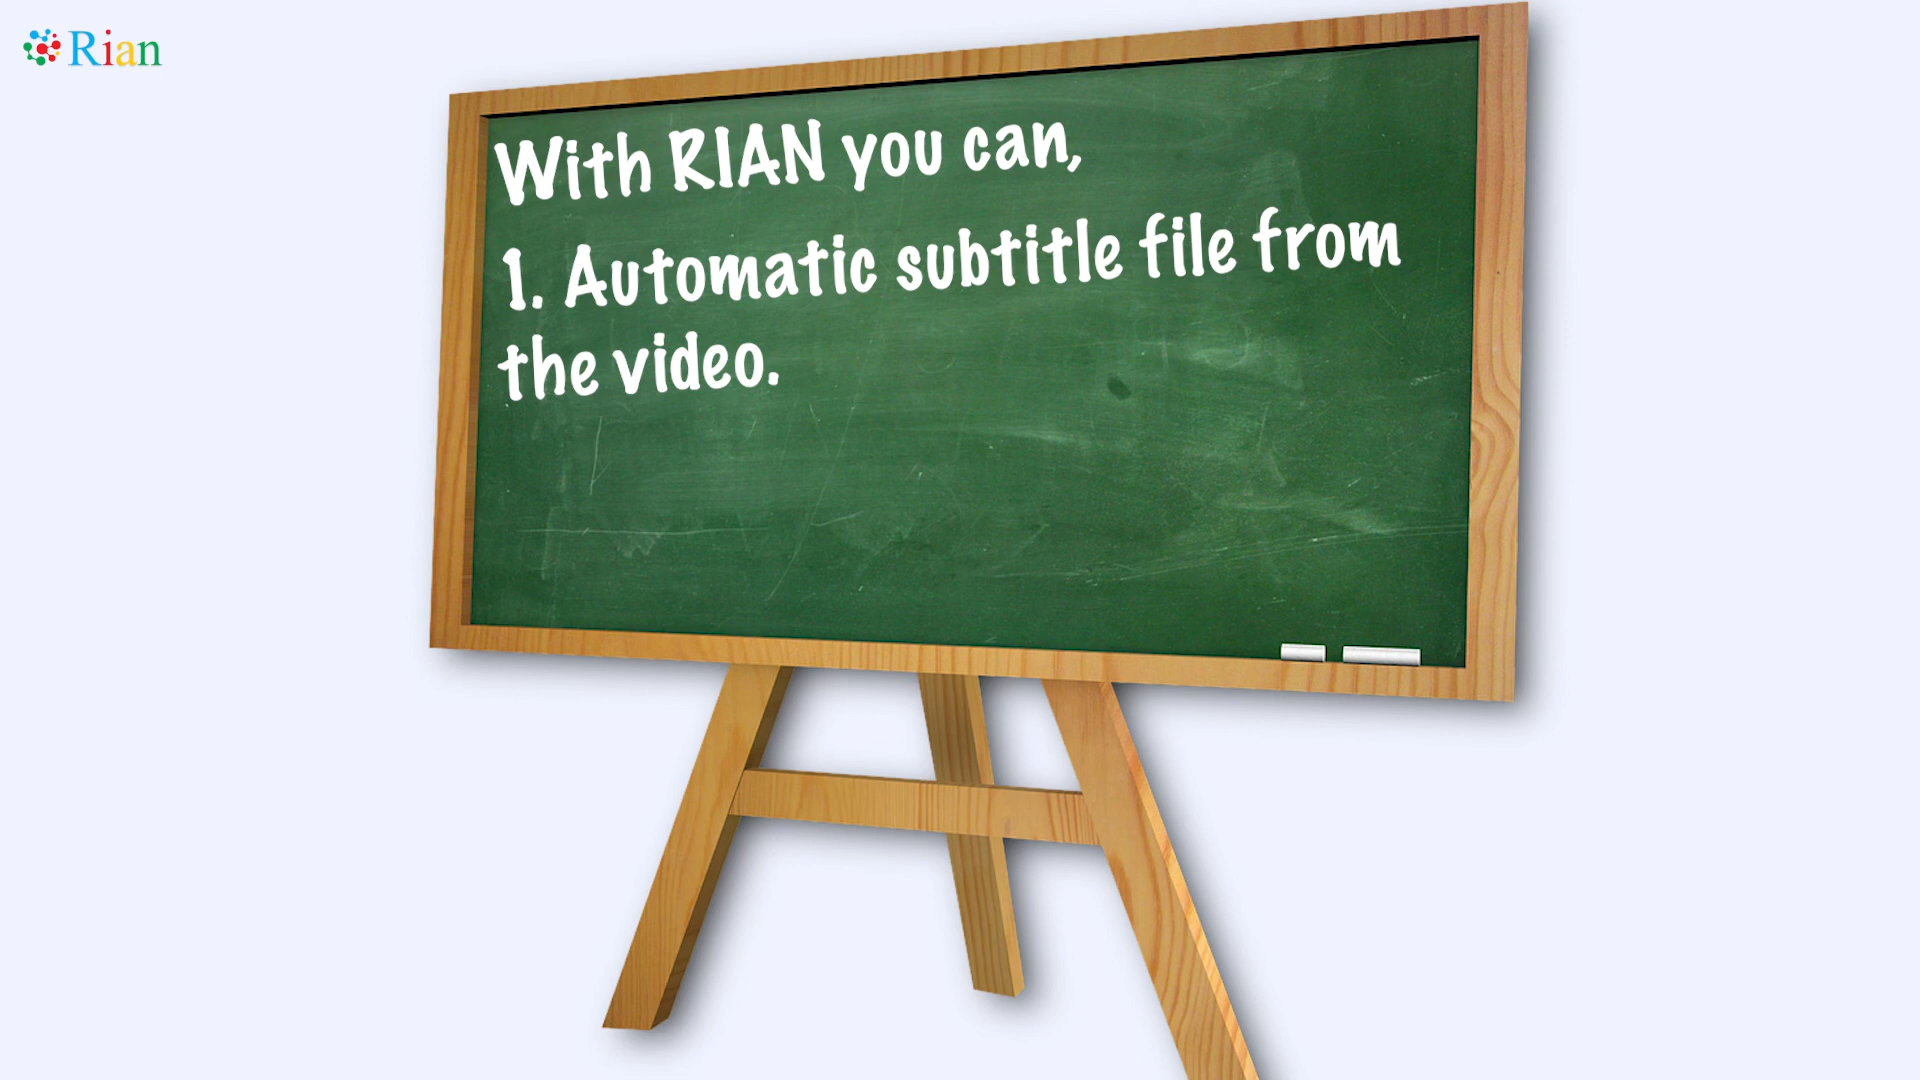 Rian
With RIAN you can,
1. Automatic subtitle file from
the video.